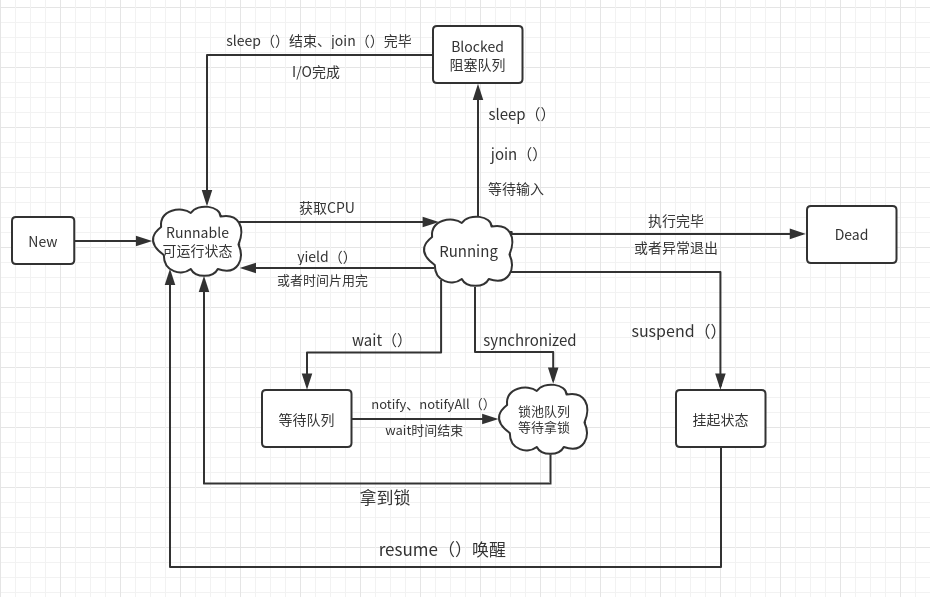 Blocked
阻塞队列
sleep（）结束、join（）完毕
I/O完成
sleep（）
join（）
等待输入
New
Runnable
可运行状态
获取CPU
yield（）
或者时间片用完
Running
执行完毕
或者异常退出
Dead
wait（）
synchronized
suspend（）
等待队列
notify、notifyAll（）
wait时间结束
锁池队列
等待拿锁
挂起状态
拿到锁
resume（）唤醒